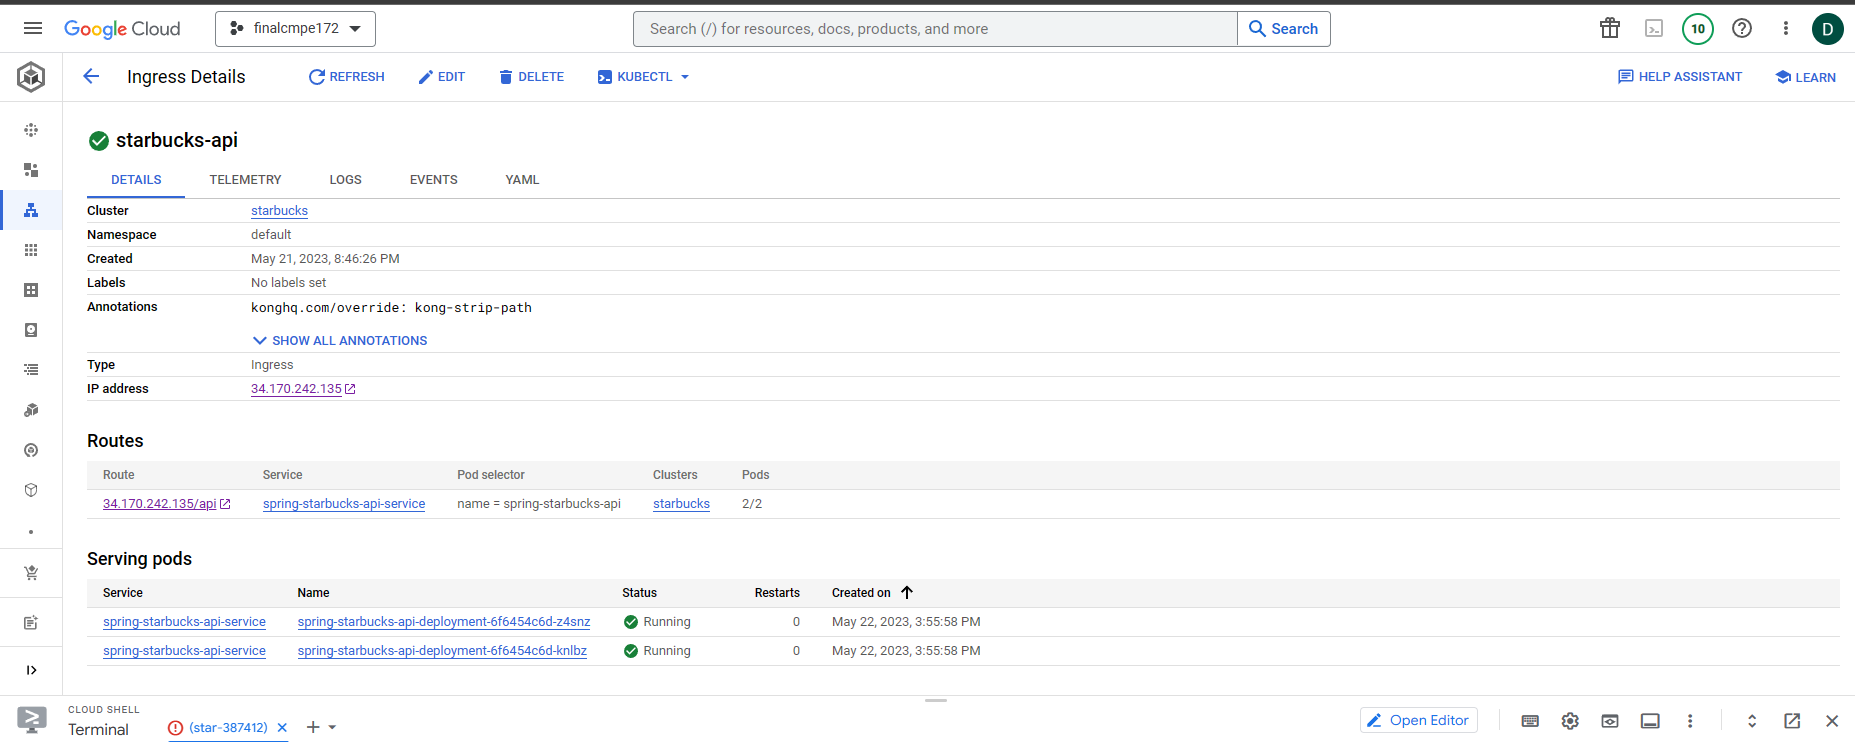 Google Cloud finalcmpe172 Search (/) for resources, docs, products, and more Search 10 D
Ingress Details REFRESH EDIT DELETE KUBECTL HELP ASSISTANT LEARN
starbucks-api
DETAILS TELEMETRY LOGS EVENTS YAML
Cluster starbucks
Namespace default
Created May 21, 2023, 8:46:26 PM
Labels No labels set
Annotations konghq.com/override: kong-strip-path
SHOW ALL ANNOTATIONS
Type Ingress
IP address 34.170.242.135
Routes
Route Service Pod selector Clusters Pods
34.170.242.135/api spring-starbucks-api-service name = spring-starbucks-api starbucks 2/2
Serving pods
Service Name Status Restarts Created on
spring-starbucks-api-service spring-starbucks-api-deployment-6f6454c6d-z4snz Running 0 May 22, 2023, 3:55:58 PM
spring-starbucks-api-service spring-starbucks-api-deployment-6f6454c6d-knlbz Running 0 May 22, 2023, 3:55:58 PM
CLOUD SHELL
Terminal (star-387412) Open Editor